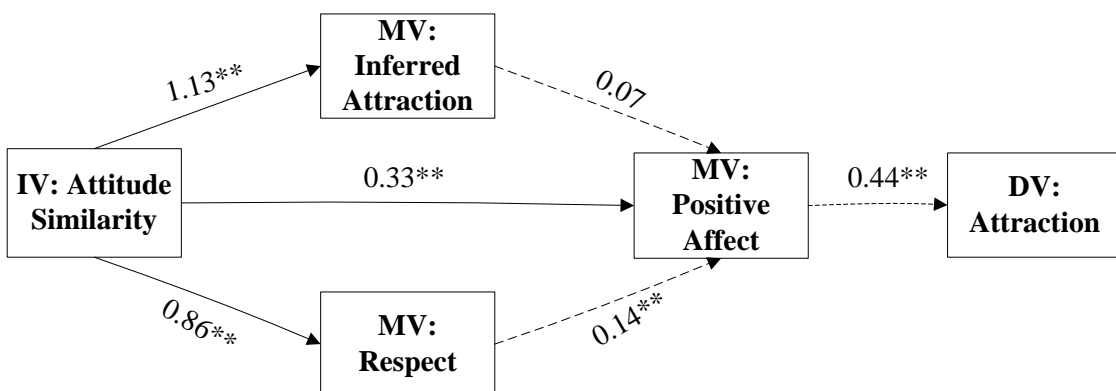 MV:
Inferred
Attraction
1.13**
0.07
IV: Attitude
Similarity
0.33**
MV:
Positive
Affect
0.44**
DV:
Attraction
0.86**
MV:
Respect
0.14**